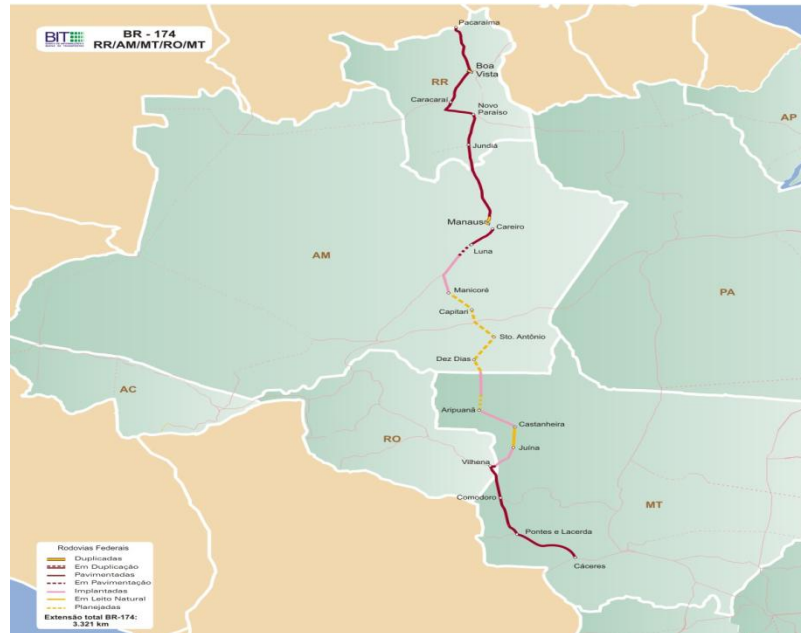 BIT
BR - 174
RR/AM/MT/RO/MT
Pacaraima
Boa
Vista
RR
Caracaraí
Novo
Paraíso
AP
Jundiá
Manaus
Careiro
Luna
AM
Manicoré
PA
Capitari
Sto. Antônio
Dez Dias
AC
Aripuanã
Castanheira
RO
Juína
Vilhena
Comodoro
MT
Pontes e Lacerda
Cáceres
Rodovias Federais
Duplicadas
Em Duplicação
Pavimentadas
Em Pavimentação
Implantadas
Em Leito Natural
Planejadas
Extensão total BR-174:
3.321 km